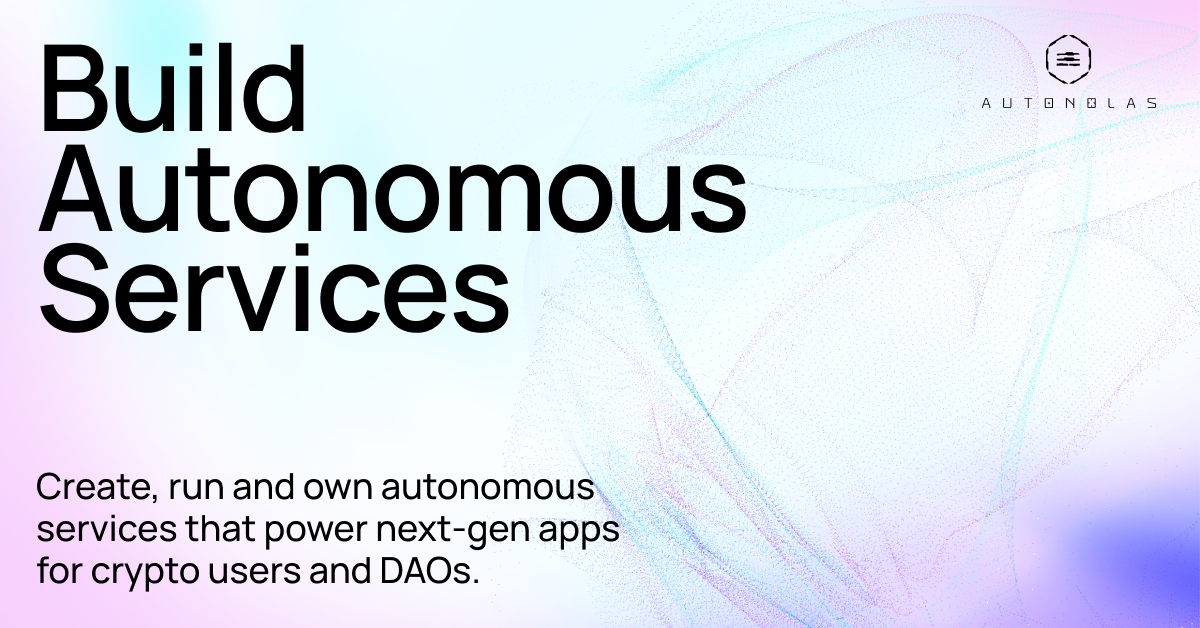 Build
Autonomous
Services
AUTONOLAS
Create, run and own autonomous
services that power next-gen apps
for crypto users and DAOs.